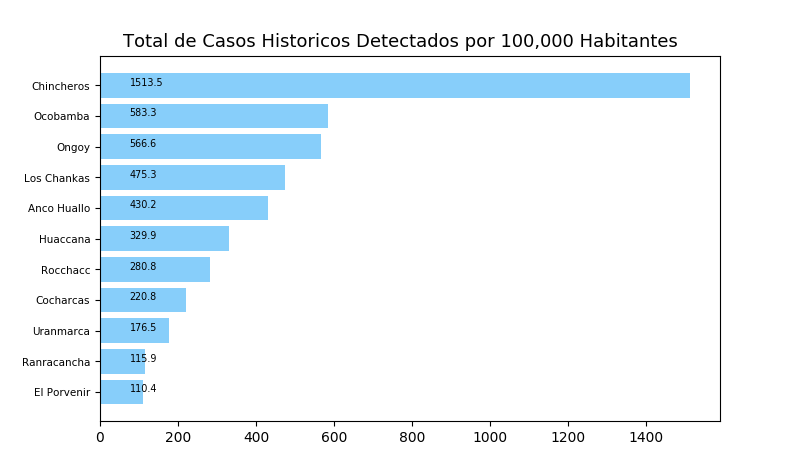 Total de Casos Historicos Detectados por 100,000 Habitantes
Chincheros 1513.5
Ocobamba 583.3
Ongoy 566.6
Los Chankas 475.3
Anco Huallo 430.2
Huaccana 329.9
Rocchacc 280.8
Cocharcas 220.8
Uranmarca 176.5
Ranracancha 115.9
El Porvenir 110.4
0 200 400 600 800 1000 1200 1400